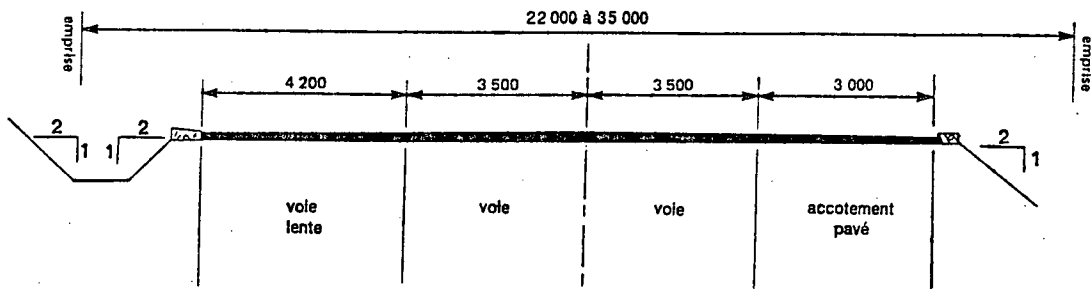 22 000 à 35 000
emprise
emprise
4 200
3 500
3 500
3 000
2
1
1
2
2
1
voie
lente
voie
voie
accotement
pavé